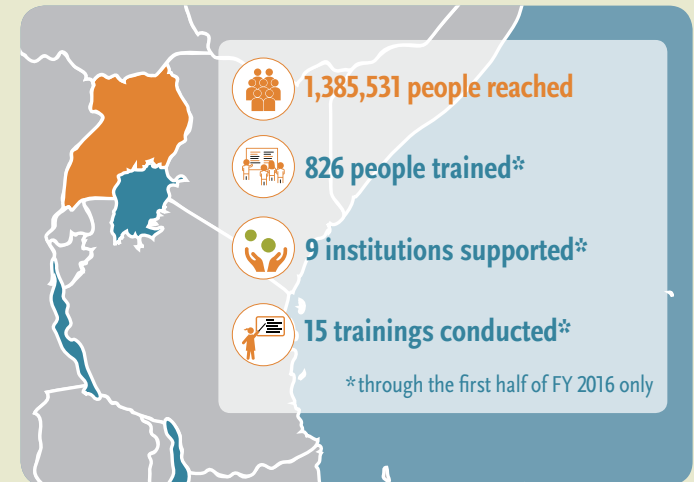 1,385,531 people reached
826 people trained*
9 institutions supported*
15 trainings conducted*
*through the first half of FY 2016 only